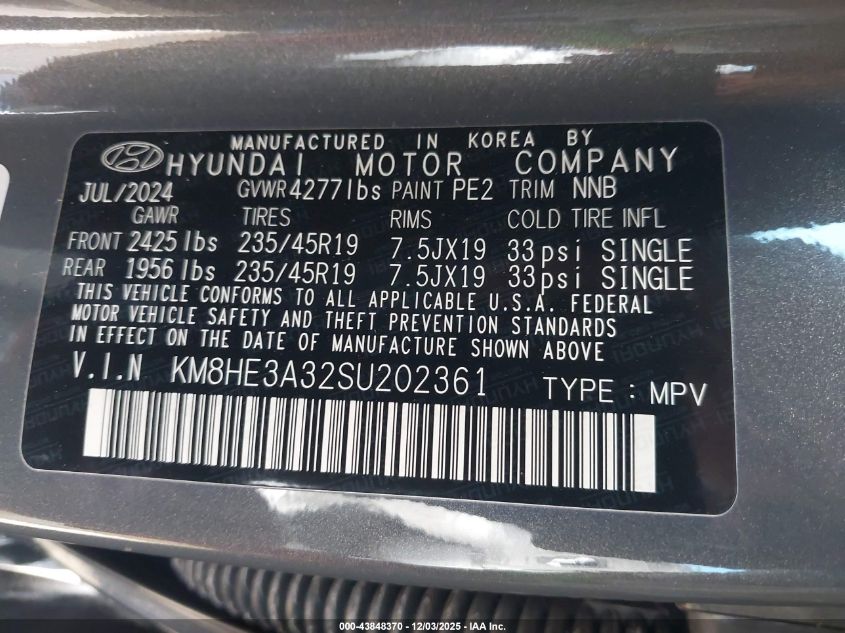 MANUFACTURED IN KOREA BY
HYUNDAI MOTOR COMPANY
JUL/2024 GVWR 4277lbs PAINT PE2 TRIM NNB
GAWR TIRES RIMS COLD TIRE INFL
FRONT 2425 lbs 235/45R19 7.5JX19 33psi SINGLE
REAR 1956 lbs 235/45R19 7.5JX19 33psi SINGLE
THIS VEHICLE CONFORMS TO ALL APPLICABLE U.S.A. FEDERAL
MOTOR VEHICLE SAFETY AND THEFT PREVENTION STANDARDS
IN EFFECT ON THE DATE OF MANUFACTURE SHOWN ABOVE
V.I.N KM8HE3A32SU202361 TYPE : MPV
000-43848370 - 12/03/2025 - IAA Inc.